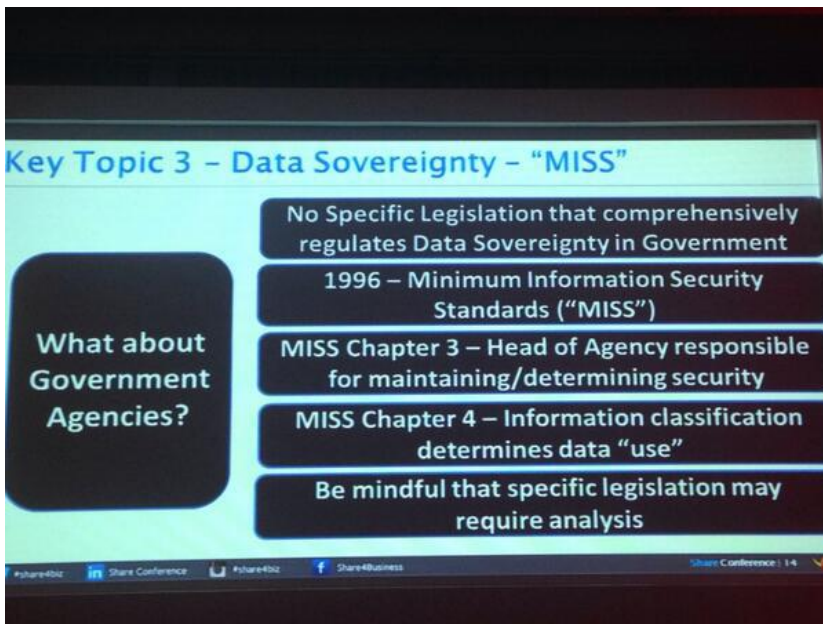 Key Topic 3 – Data Sovereignty – “MISS”
What about
Government
Agencies?
No Specific Legislation that comprehensively
regulates Data Sovereignty in Government
1996 – Minimum Information Security
Standards (“MISS”)
MISS Chapter 3 – Head of Agency responsible
for maintaining/determining security
MISS Chapter 4 – Information classification
determines data “use”
Be mindful that specific legislation may
require analysis
#share4biz Share Conference #share4biz Share4Business Share Conference | 14